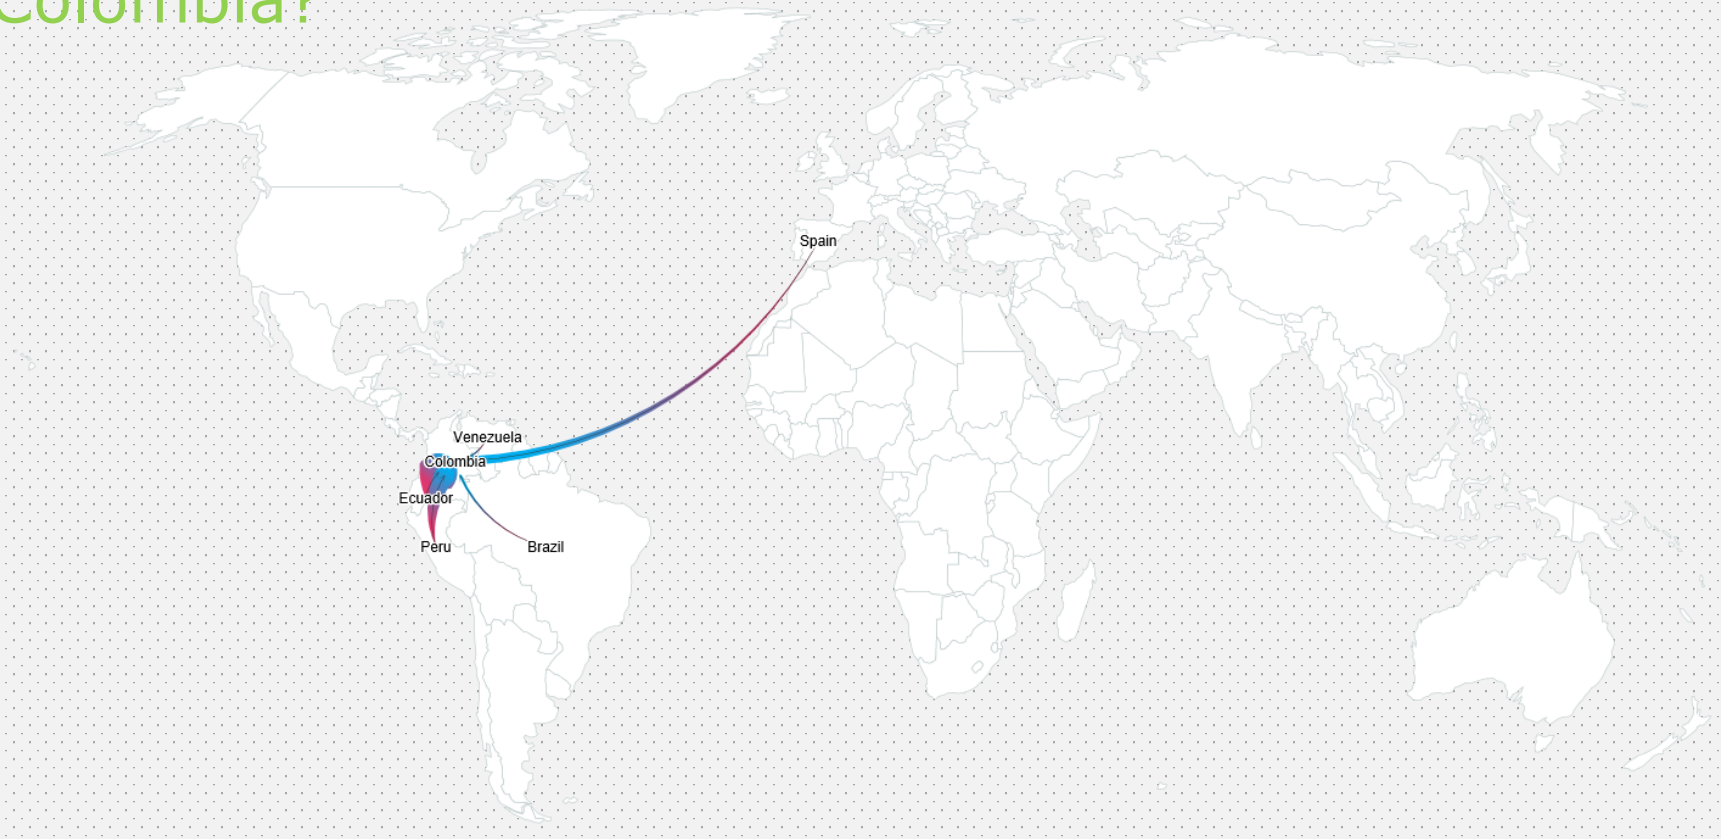 Colombia?
Spain
Venezuela
Colombia
Ecuador
Peru
Brazil